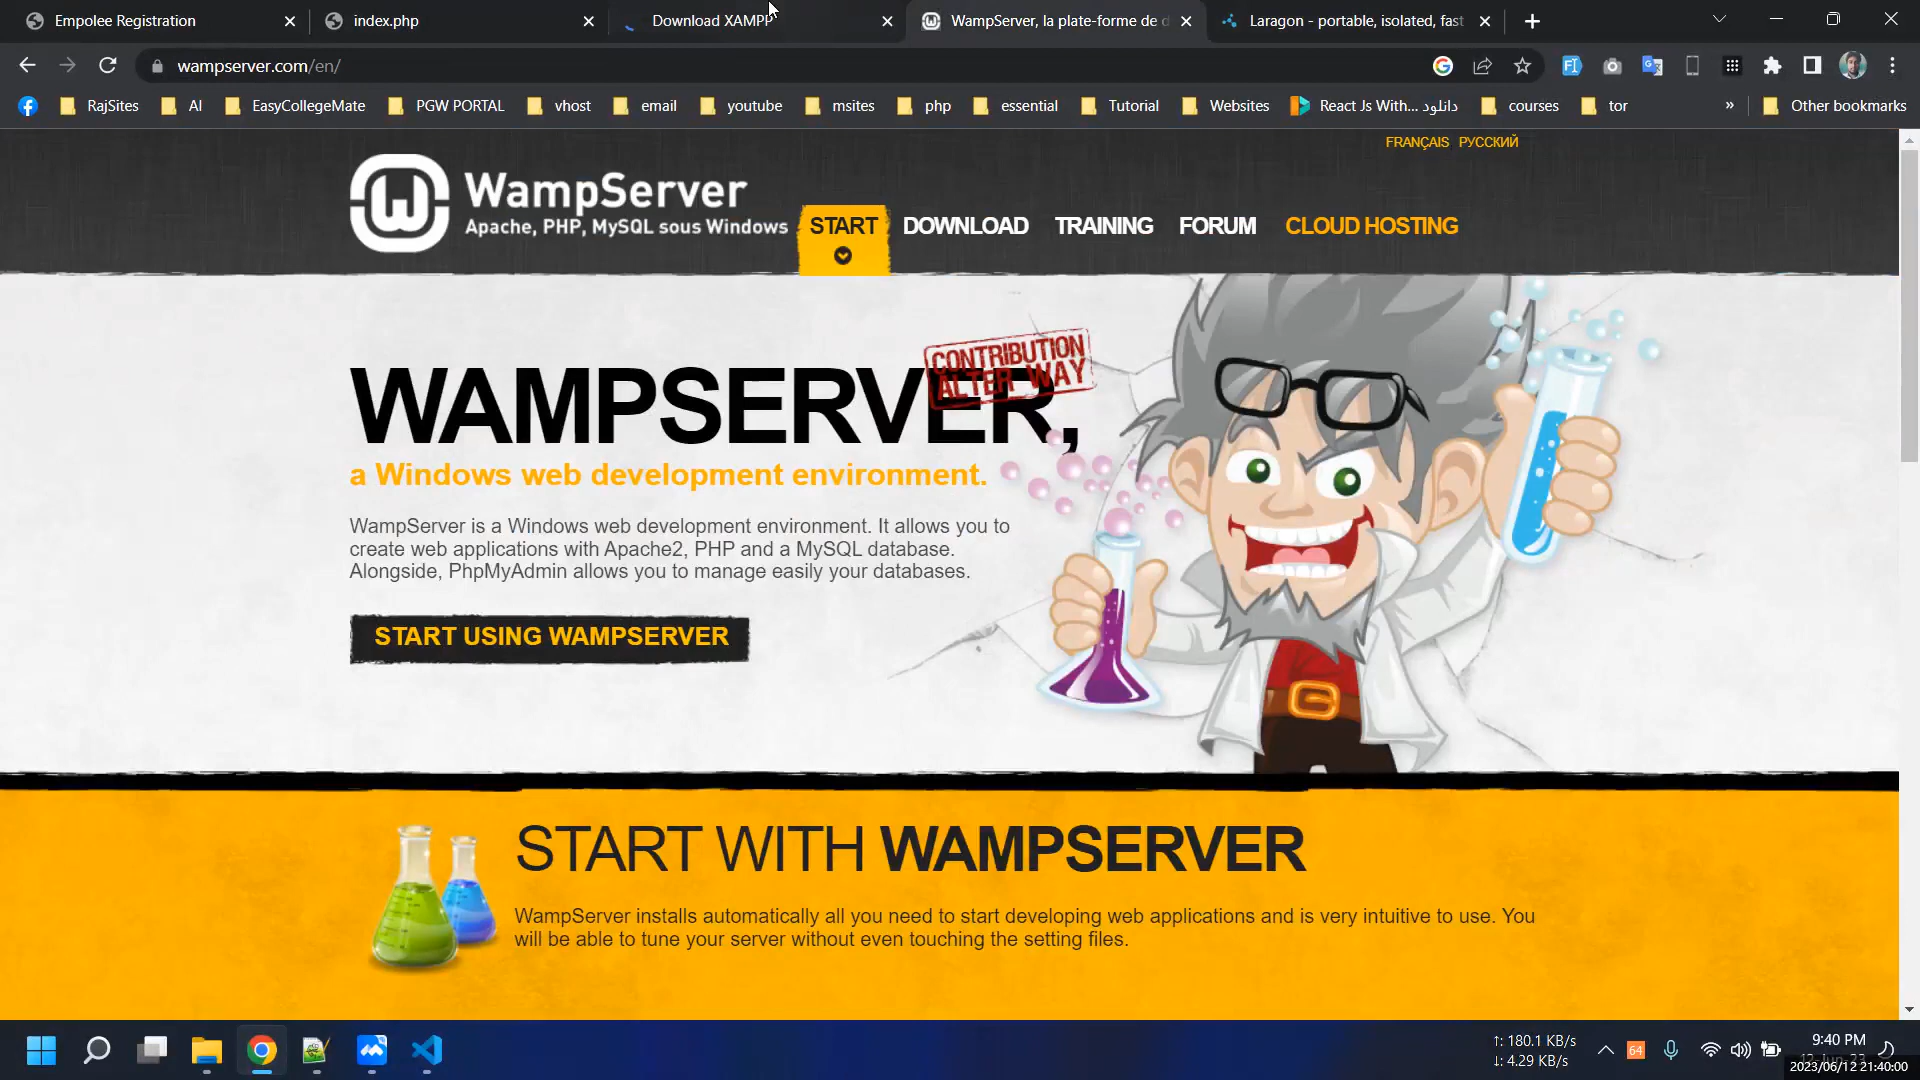 Empolee Registration
index.php
Download XAMPP
WampServer, la plate-forme de d
Laragon - portable, isolated, fast
wampserver.com/en/
RajSites
AI
EasyCollegeMate
PGW PORTAL
vhost
email
youtube
msites
php
essential
Tutorial
Websites
React Js With... دانلود
courses
tor
»
Other bookmarks
FRANÇAIS РУССКИЙ
WampServer
Apache, PHP, MySQL sous Windows
START
DOWNLOAD
TRAINING
FORUM
CLOUD HOSTING
CONTRIBUTION
ALTER WAY
WAMPSERVER,
a Windows web development environment.
WampServer is a Windows web development environment. It allows you to
create web applications with Apache2, PHP and a MySQL database.
Alongside, PhpMyAdmin allows you to manage easily your databases.
START USING WAMPSERVER
START WITH WAMPSERVER
WampServer installs automatically all you need to start developing web applications and is very intuitive to use. You
will be able to tune your server without even touching the setting files.
↑: 180.1 KB/s
↓: 4.29 KB/s
64
9:40 PM
12-Jun-23
2023/06/12 21:40:00